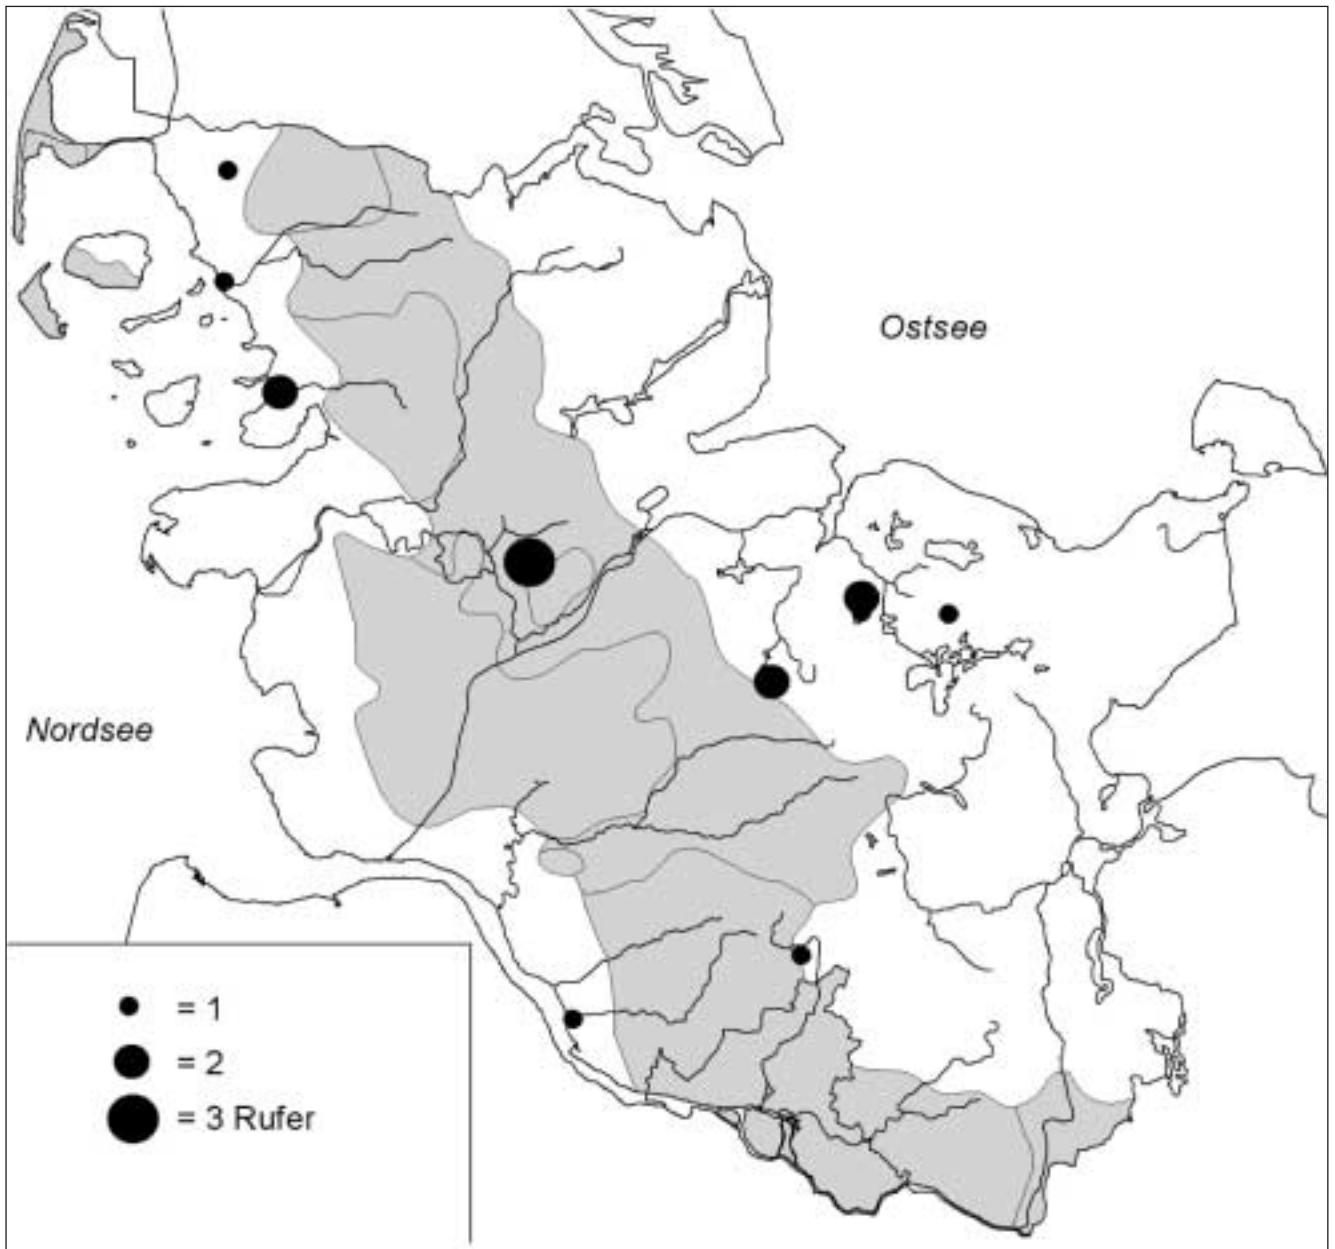 Ostsee
Nordsee
= 1
= 2
= 3 Rufer